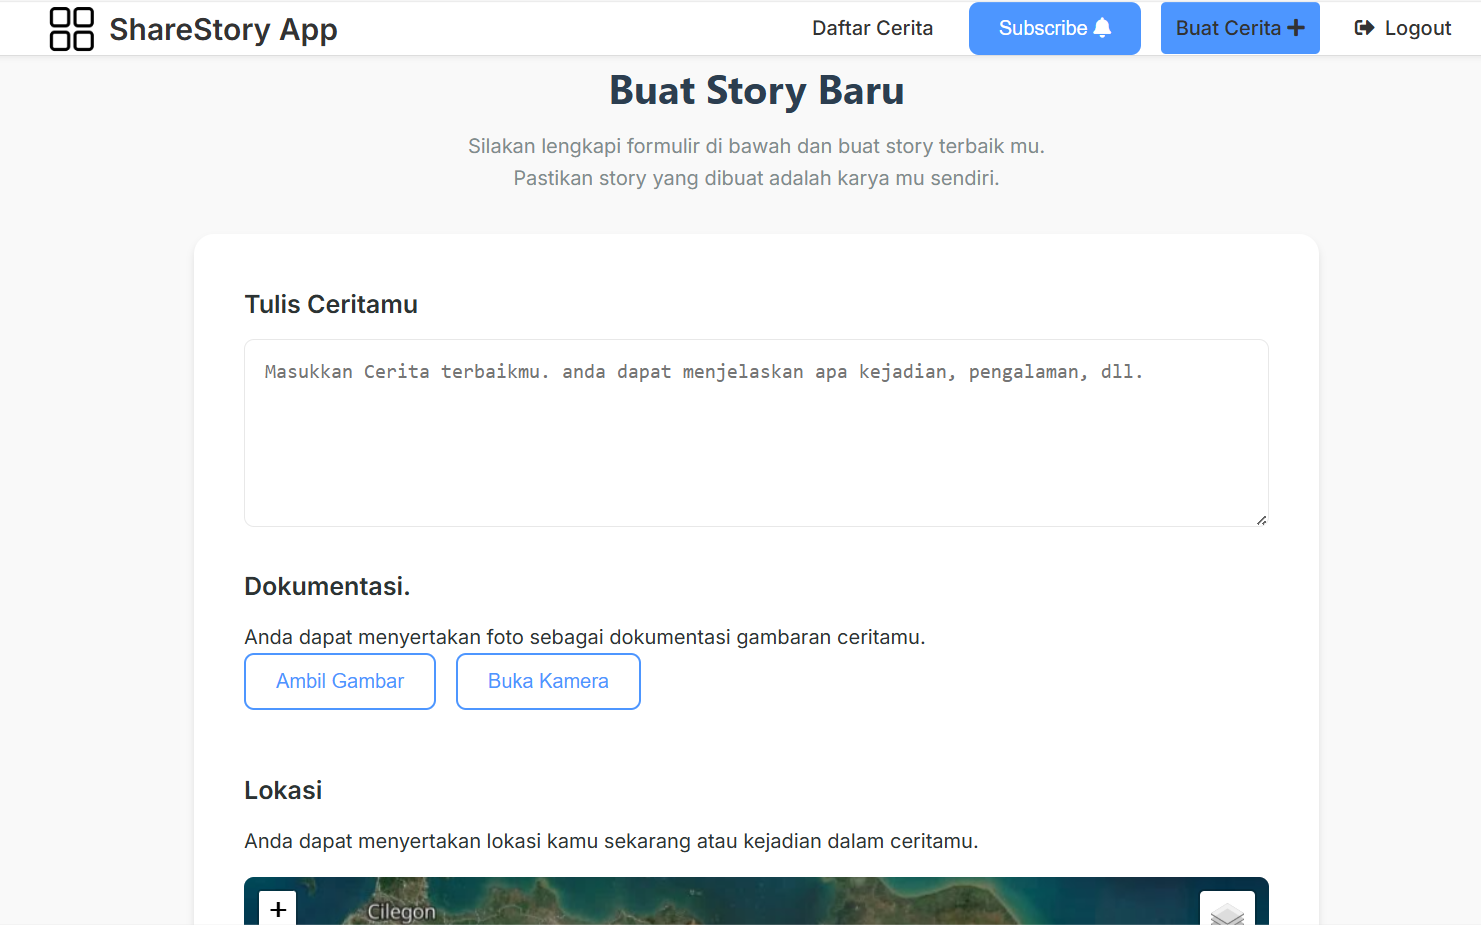 ShareStory App
Daftar Cerita
Subscribe
Buat Cerita
Logout
Buat Story Baru
Silakan lengkapi formulir di bawah dan buat story terbaik mu.
Pastikan story yang dibuat adalah karya mu sendiri.
Tulis Ceritamu
Masukkan Cerita terbaikmu. anda dapat menjelaskan apa kejadian, pengalaman, dll.
Dokumentasi.
Anda dapat menyertakan foto sebagai dokumentasi gambaran ceritamu.
Ambil Gambar
Buka Kamera
Lokasi
Anda dapat menyertakan lokasi kamu sekarang atau kejadian dalam ceritamu.
+
Cilegon